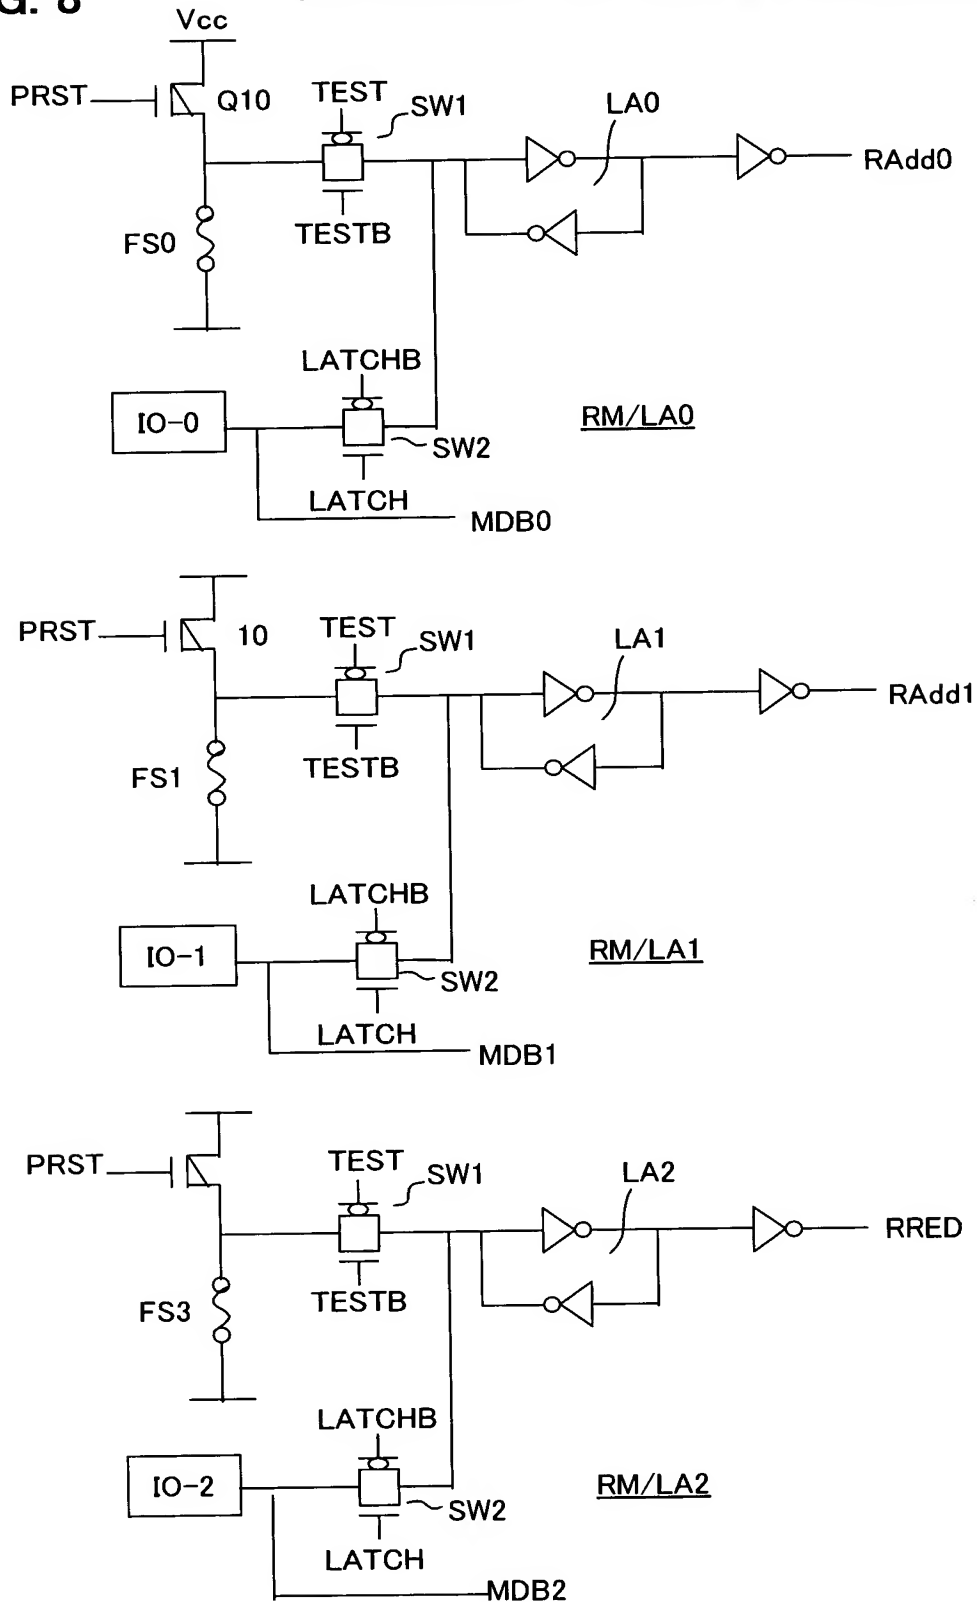 G. 8
Vcc
PRST
Q10
TEST
SW1
LA0
RAdd0
FS0
TESTB
LATCHB
IO-0
RM/LA0
SW2
LATCH
MDB0
PRST
10
TEST
SW1
LA1
RAdd1
FS1
TESTB
LATCHB
IO-1
RM/LA1
SW2
LATCH
MDB1
PRST
TEST
SW1
LA2
RRED
FS3
TESTB
LATCHB
IO-2
RM/LA2
SW2
LATCH
MDB2